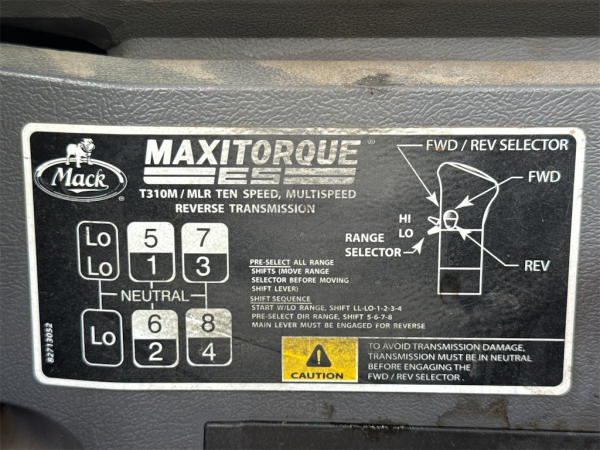 Mack
®
MAXITORQUE®
ES
T310M / MLR TEN SPEED, MULTISPEED
REVERSE TRANSMISSION
Lo 5 7
Lo 1 3
NEUTRAL
Lo 6 8
2 4
82713052
PRE-SELECT ALL RANGE
SHIFTS (MOVE RANGE
SELECTOR BEFORE MOVING
SHIFT LEVER)
SHIFT SEQUENCE
START W/LO RANGE, SHIFT LL-LO-1-2-3-4
PRE-SELECT DIR RANGE, SHIFT 5-6-7-8
MAIN LEVER MUST BE ENGAGED FOR REVERSE
FWD / REV SELECTOR
FWD
HI
LO
RANGE
SELECTOR
REV
CAUTION
TO AVOID TRANSMISSION DAMAGE,
TRANSMISSION MUST BE IN NEUTRAL
BEFORE ENGAGING THE
FWD / REV SELECTOR.